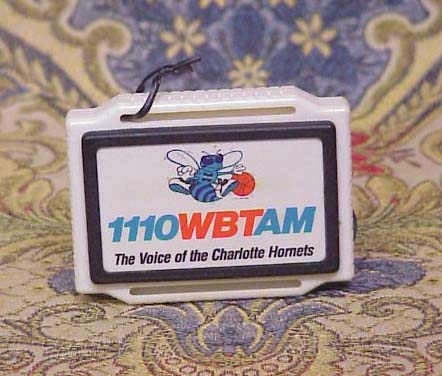 1110WBTAM
The Voice of the Charlotte Hornets